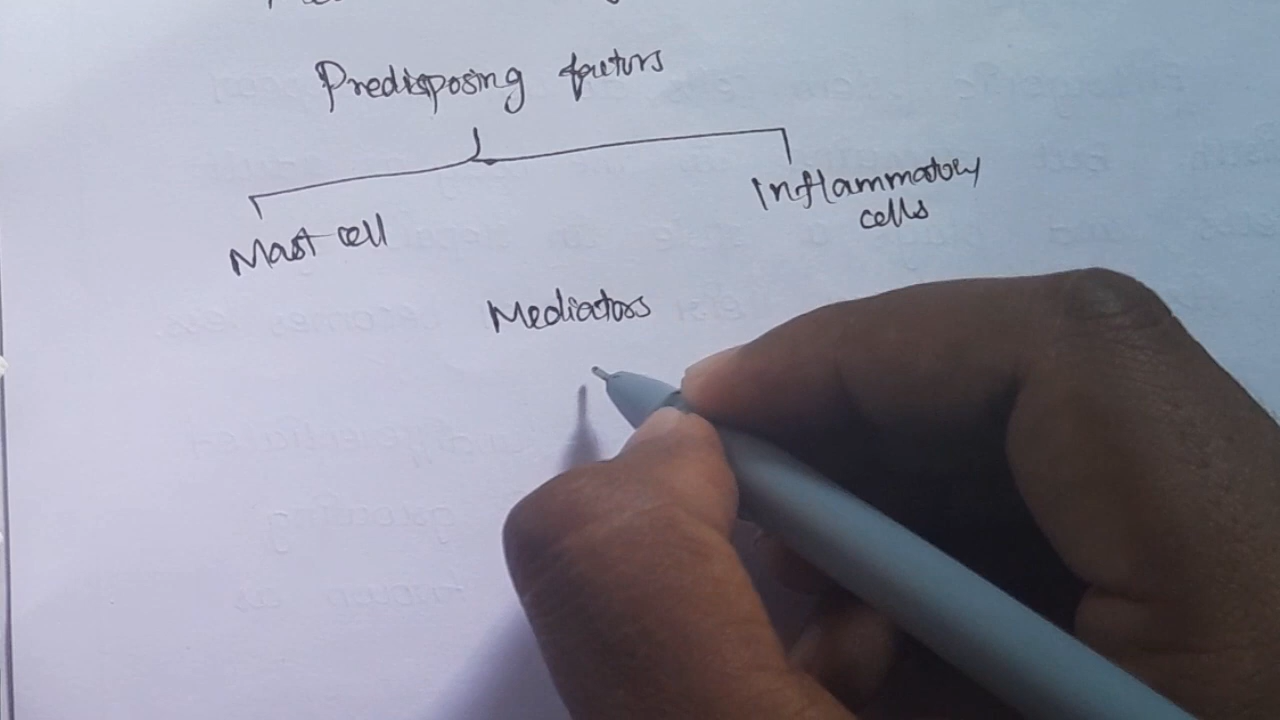 Predisposing factors
Mast cell
Inflammatory
cells
Mediators